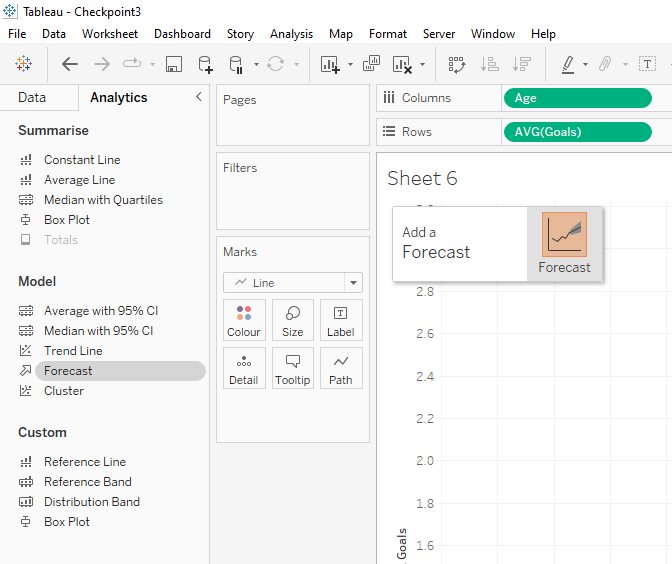 Tableau - Checkpoint3
File Data Worksheet Dashboard Story Analysis Map Format Server Window Help
Data Analytics
Pages
Columns Age
Rows AVG(Goals)
Summarise
Constant Line
Average Line
Median with Quartiles
Box Plot
Totals
Model
Average with 95% CI
Median with 95% CI
Trend Line
Forecast
Cluster
Custom
Reference Line
Reference Band
Distribution Band
Box Plot
Filters
Marks
Line
Colour Size Label
Detail Tooltip Path
Sheet 6
Add a
Forecast
Forecast
2.8
2.6
2.4
2.2
2.0
1.8
1.6
Goals